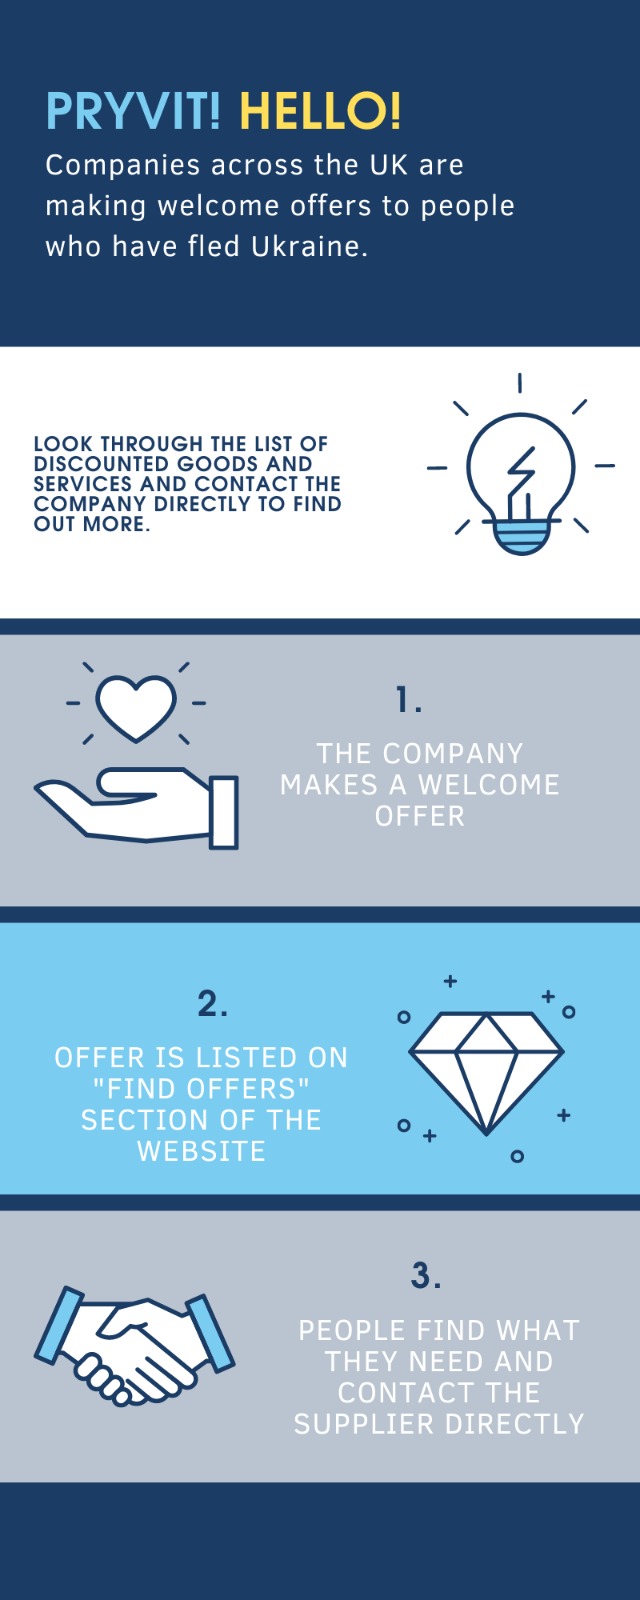 PRYVIT! HELLO!
Companies across the UK are
making welcome offers to people
who have fled Ukraine.
LOOK THROUGH THE LIST OF
DISCOUNTED GOODS AND
SERVICES AND CONTACT THE
COMPANY DIRECTLY TO FIND
OUT MORE.
1.
THE COMPANY
MAKES A WELCOME
OFFER
2.
OFFER IS LISTED ON
"FIND OFFERS"
SECTION OF THE
WEBSITE
3.
PEOPLE FIND WHAT
THEY NEED AND
CONTACT THE
SUPPLIER DIRECTLY